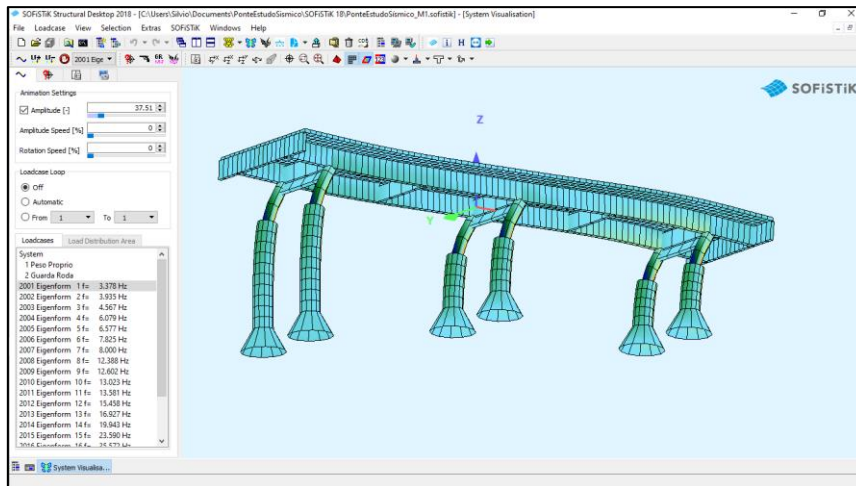 SOFiSTiK Structural Desktop 2018 - [C:\Users\Silvio\Documents\PonteEstudoSismico\SOFiSTiK 18\PonteEstudoSísmico_M1.sofistik] - [System Visualisation]
File Loadcase View Selection Extras SOFiSTiK Windows Help
2001 Eige
Animation Settings
Amplitude [-] 37.51
Amplitude Speed [%] 0
Rotation Speed [%] 0
Loadcase Loop
Off
Automatic
From 1 To 1
Loadcases Load Distribution Area
System
1 Peso Proprio
2 Guarda Roda
2001 Eigenform 1 f= 3.378 Hz
2002 Eigenform 2 f= 3.935 Hz
2003 Eigenform 3 f= 4.567 Hz
2004 Eigenform 4 f= 6.079 Hz
2005 Eigenform 5 f= 6.577 Hz
2006 Eigenform 6 f= 7.825 Hz
2007 Eigenform 7 f= 8.000 Hz
2008 Eigenform 8 f= 12.388 Hz
2009 Eigenform 9 f= 12.602 Hz
2010 Eigenform 10 f= 13.023 Hz
2011 Eigenform 11 f= 13.581 Hz
2012 Eigenform 12 f= 15.458 Hz
2013 Eigenform 13 f= 16.927 Hz
2014 Eigenform 14 f= 19.943 Hz
2015 Eigenform 15 f= 23.590 Hz
2016 Eigenform 16 f= 25.572 Hz
SOFiSTiK
Z
Y
System Visualisa...